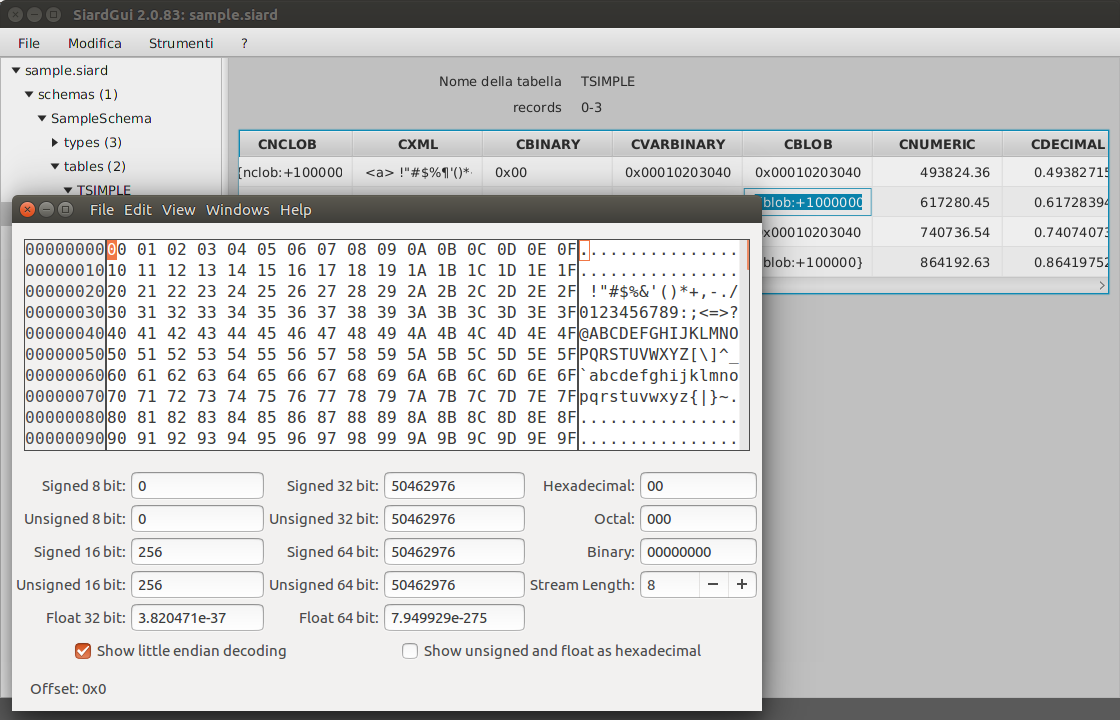 SiardGui 2.0.83: sample.siard
File Modifica Strumenti ?
sample.siard
schemas (1)
SampleSchema
types (3)
tables (2)
TSIMPLE
Nome della tabella TSIMPLE
records 0-3
CNCLOB CXML CBINARY CVARBINARY CBLOB CNUMERIC CDECIMAL
{nclob:+100000 <a> !"#$%¶'()* 0x00 0x00010203040 0x00010203040 493824.36 0.49382715
blob:+1000000 617280.45 0.61728394
x00010203040 740736.54 0.74074073
blob:+100000} 864192.63 0.86419752
File Edit View Windows Help
00000000 00 01 02 03 04 05 06 07 08 09 0A 0B 0C 0D 0E 0F ................
00000010 10 11 12 13 14 15 16 17 18 19 1A 1B 1C 1D 1E 1F ................
00000020 20 21 22 23 24 25 26 27 28 29 2A 2B 2C 2D 2E 2F  !"#$%&'()*+,-./
00000030 30 31 32 33 34 35 36 37 38 39 3A 3B 3C 3D 3E 3F 0123456789:;<=>?
00000040 40 41 42 43 44 45 46 47 48 49 4A 4B 4C 4D 4E 4F @ABCDEFGHIJKLMNO
00000050 50 51 52 53 54 55 56 57 58 59 5A 5B 5C 5D 5E 5F PQRSTUVWXYZ[\]^_
00000060 60 61 62 63 64 65 66 67 68 69 6A 6B 6C 6D 6E 6F `abcdefghijklmno
00000070 70 71 72 73 74 75 76 77 78 79 7A 7B 7C 7D 7E 7F pqrstuvwxyz{|}~.
00000080 80 81 82 83 84 85 86 87 88 89 8A 8B 8C 8D 8E 8F ................
00000090 90 91 92 93 94 95 96 97 98 99 9A 9B 9C 9D 9E 9F ................
Signed 8 bit: 0 Signed 32 bit: 50462976 Hexadecimal: 00
Unsigned 8 bit: 0 Unsigned 32 bit: 50462976 Octal: 000
Signed 16 bit: 256 Signed 64 bit: 50462976 Binary: 00000000
Unsigned 16 bit: 256 Unsigned 64 bit: 50462976 Stream Length: 8 − +
Float 32 bit: 3.820471e-37 Float 64 bit: 7.949929e-275
Show little endian decoding Show unsigned and float as hexadecimal
Offset: 0x0